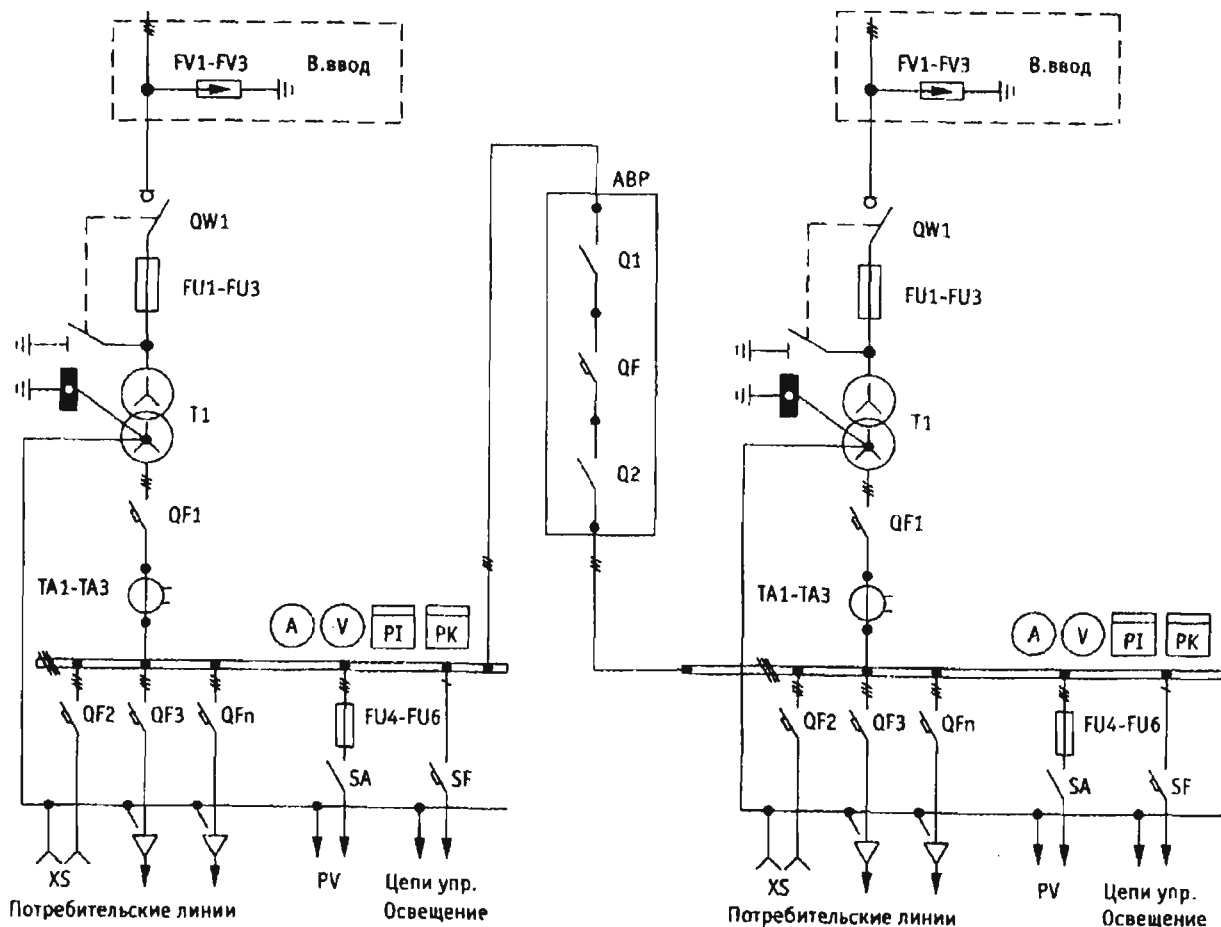 FV1-FV3
В.ввод
QW1
FU1-FU3
T1
QF1
TA1-TA3
A
V
PI
PK
QF2
QF3
QFn
FU4-FU6
SA
SF
XS
PV
Цепи упр.
Потребительские линии
Освещение
АВР
Q1
QF
Q2
FV1-FV3
В.ввод
QW1
FU1-FU3
T1
QF1
TA1-TA3
A
V
PI
PK
QF2
QF3
QFn
FU4-FU6
SA
SF
XS
PV
Цепи упр.
Потребительские линии
Освещение